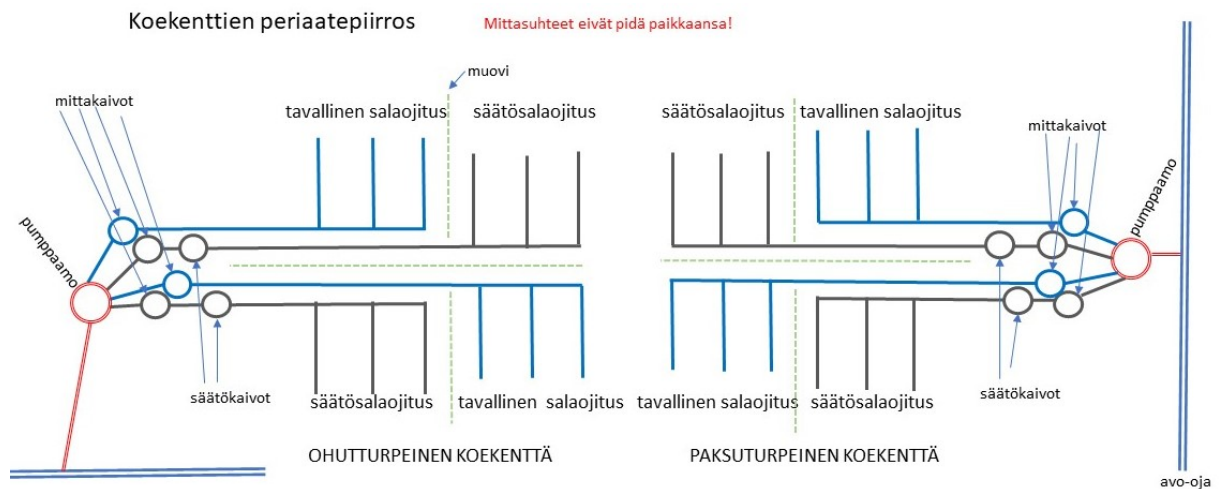 Koekenttien periaatepiirros
Mittasuhteet eivät pidä paikkaansa!
muovi
mittakaivot
tavallinen salaojitus
säätösalaojitus
säätösalaojitus
tavallinen salaojitus
mittakaivot
pumppaamo
pumppaamo
säätökaivot
säätösalaojitus
tavallinen salaojitus
tavallinen salaojitus
säätösalaojitus
säätökaivot
OHUTTURPEINEN KOEKENTTÄ
PAKSUTURPEINEN KOEKENTTÄ
avo-oja